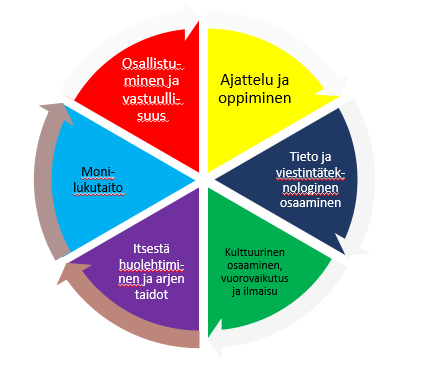 Ajattelu ja
oppiminen
Tieto ja
viestintätek-
nologinen
osaaminen
Kulttuurinen
osaaminen,
vuorovaikutus
ja ilmaisu
Itsestä
huolehtimi-
nen ja arjen
taidot
Moni-
lukutaito
Osallistu-
minen ja
vastuulli-
suus